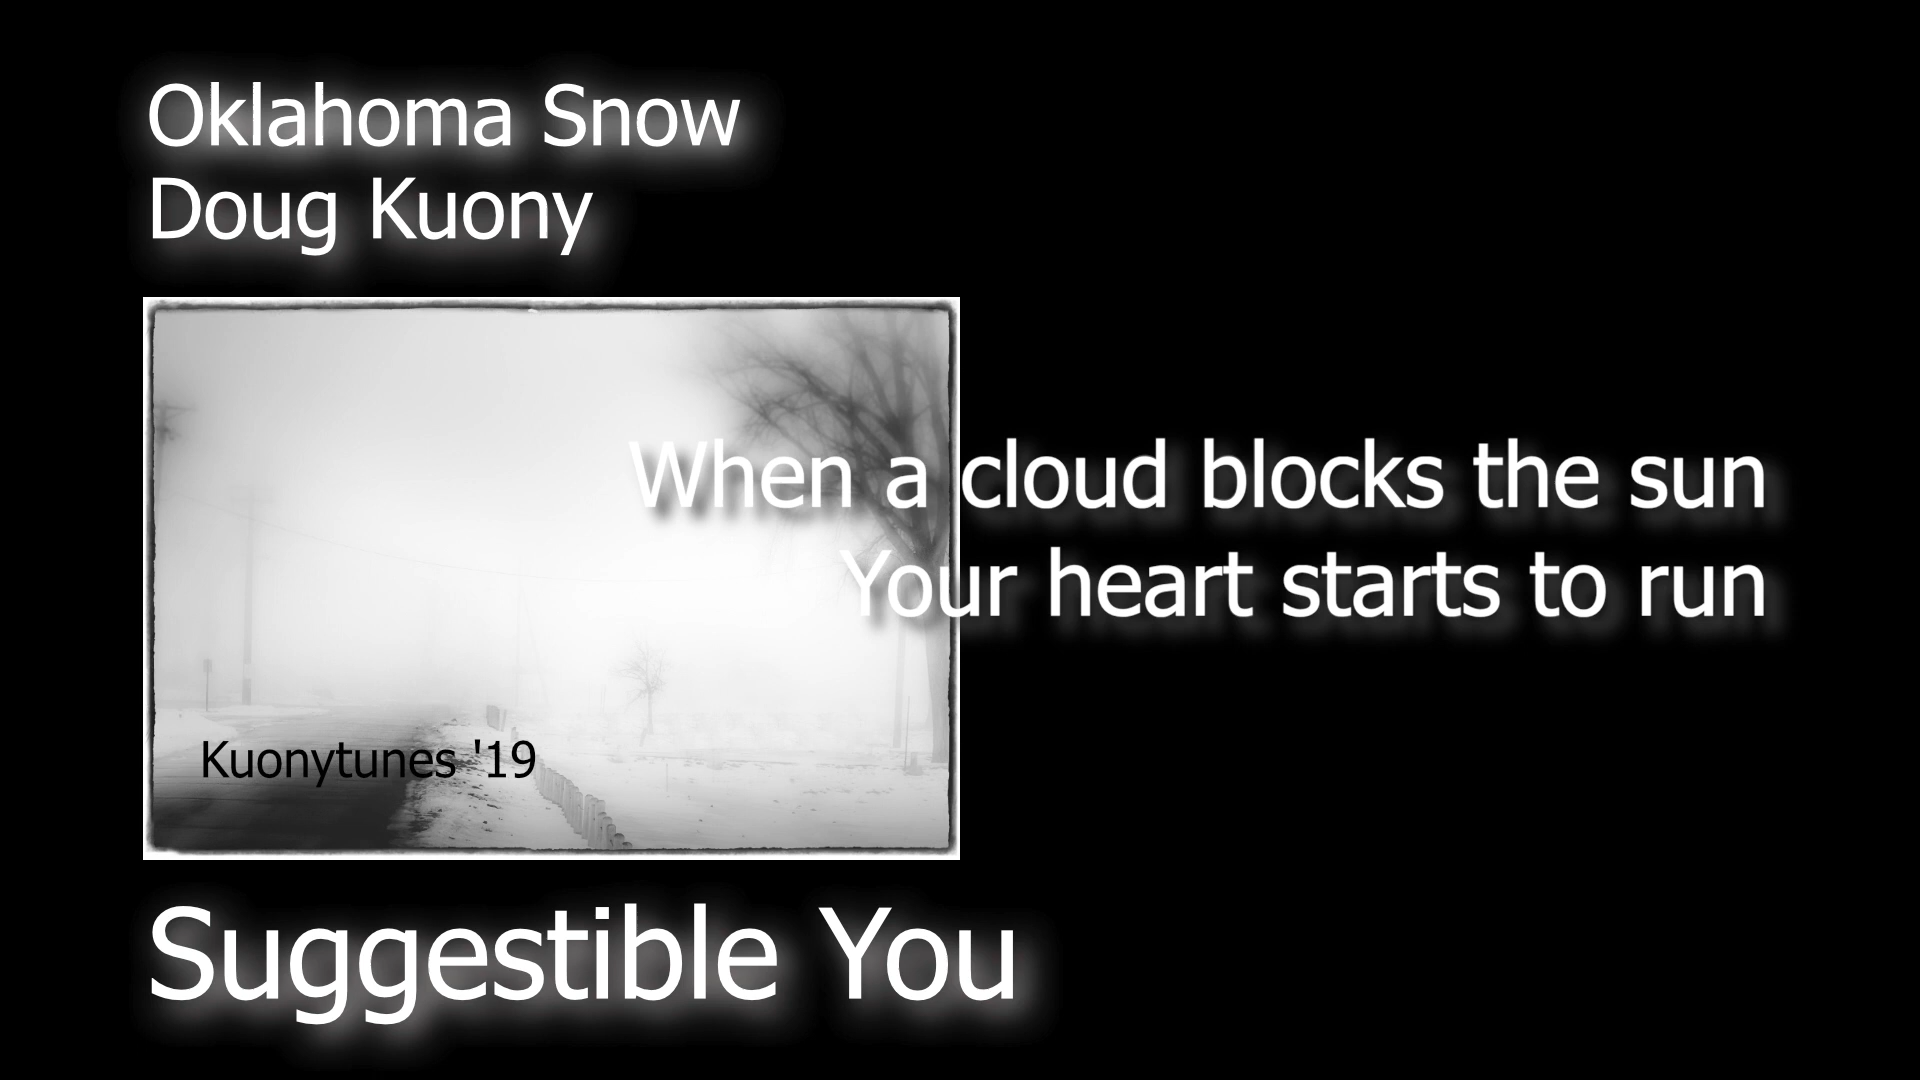 Oklahoma Snow
Doug Kuony
When a cloud blocks the sun
Your heart starts to run
Kuonytunes '19
Suggestible You